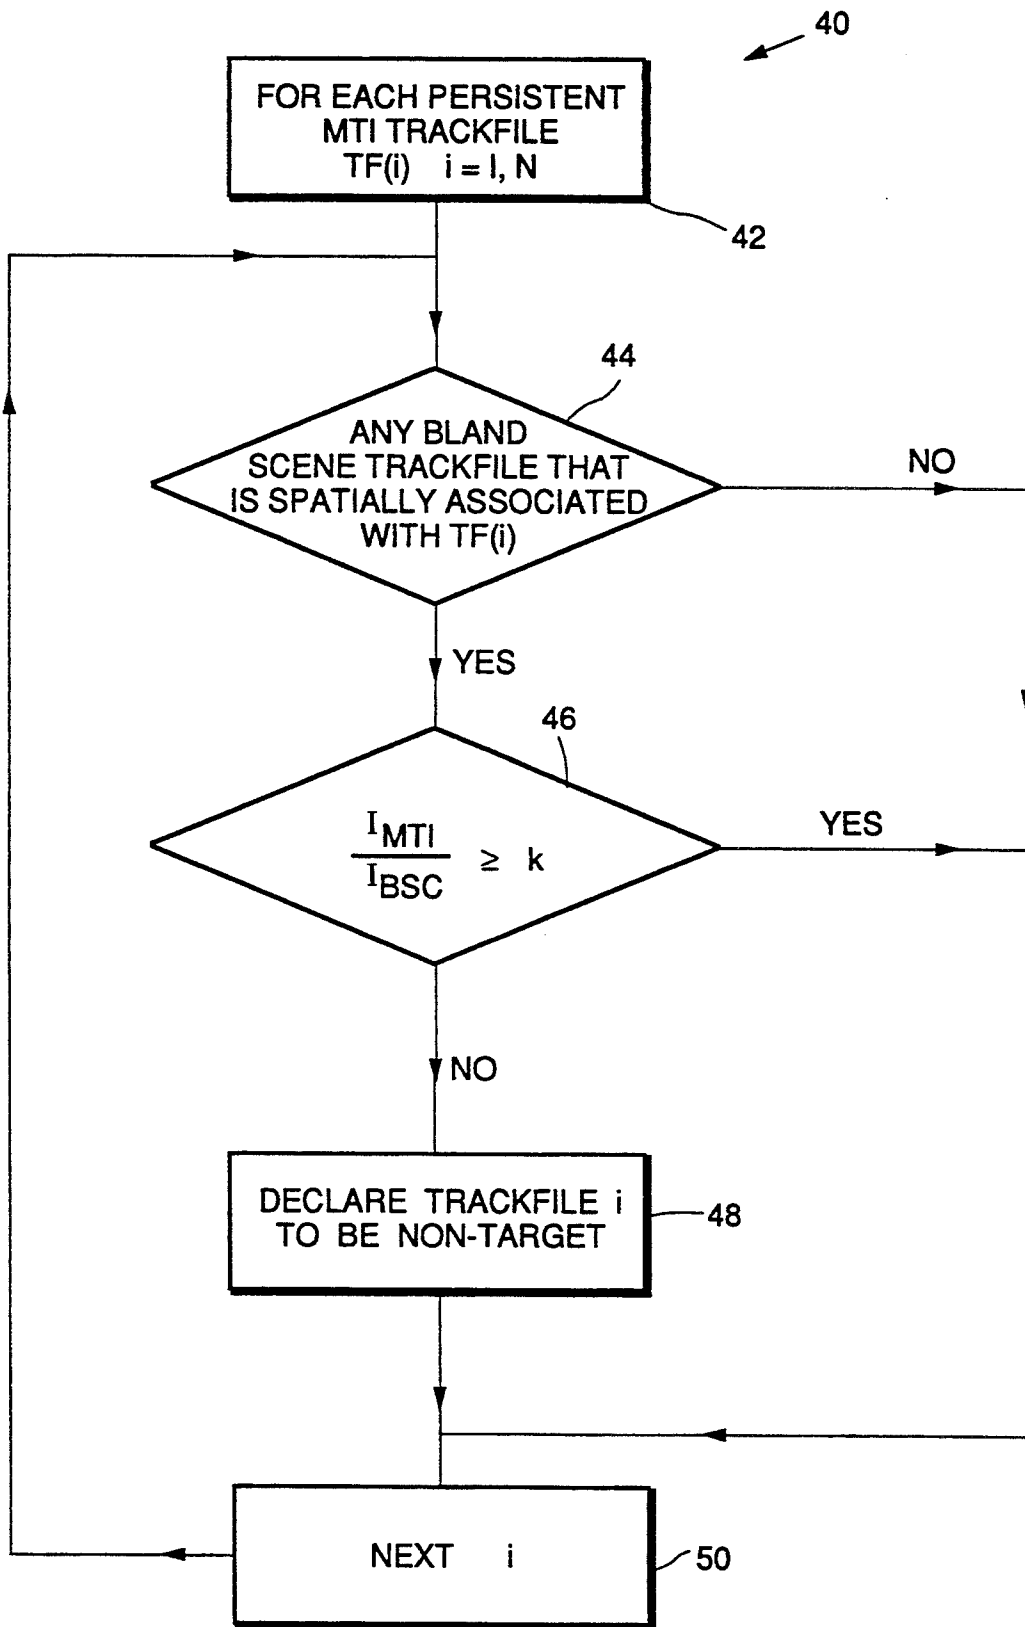 40
FOR EACH PERSISTENT
MTI TRACKFILE
TF(i) i = I, N
42
44
ANY BLAND
SCENE TRACKFILE THAT
IS SPATIALLY ASSOCIATED
WITH TF(i)
NO
YES
46
I_MTI / I_BSC ≥ k
YES
NO
DECLARE TRACKFILE i
TO BE NON-TARGET
48
NEXT i
50